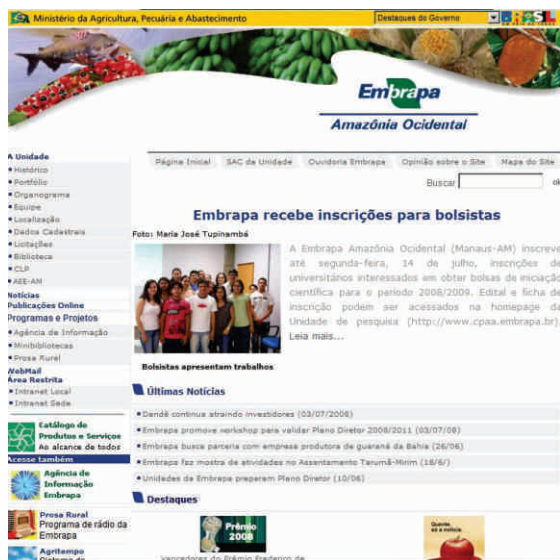 Ministério da Agricultura, Pecuária e Abastecimento
Destaques do Governo
BRASIL
Embrapa
Amazônia Ocidental
A Unidade
Histórico
Portfólio
Organograma
Equipe
Localização
Dados Cadastrais
Licitações
Biblioteca
CLP
AEE-AM
Notícias
Publicações Online
Programas e Projetos
Agência de Informação
Minibibliotecas
Prosa Rural
WebMail
Área Restrita
Intranet Local
Intranet Sede
Catálogo de
Produtos e Serviços
Ao alcance de todos
Acesse também
Agência de
Informação
Embrapa
Prosa Rural
Programa de rádio da
Embrapa
Agritempo
Página Inicial SAC da Unidade Ouvidoria Embrapa Opinião sobre o Site Mapa do Site
Buscar ok
Embrapa recebe inscrições para bolsistas
Foto: Maria José Tupinambá
A Embrapa Amazônia Ocidental (Manaus-AM) inscreve
até segunda-feira, 14 de julho, inscrições de
universitários interessados em obter bolsas de iniciação
científica para o período 2008/2009. Edital e ficha de
inscrição podem ser acessados na homepage da
Unidade de pesquisa (http://www.cpaa.embrapa.br).
Leia mais...
Bolsistas apresentam trabalhos
Últimas Notícias
Dendê continua atraindo investidores (03/07/2008)
Embrapa promove workshop para validar Plano Diretor 2008/2011 (03/07/08)
Embrapa busca parceria com empresa produtora de guaraná da Bahia (26/06)
Embrapa faz mostra de atividades no Assentamento Tarumã-Mirim (18/6/)
Unidades da Embrapa preparam Plano Diretor (10/06)
Destaques
Prêmio
2008
Vencedores do Prêmio Frederico de